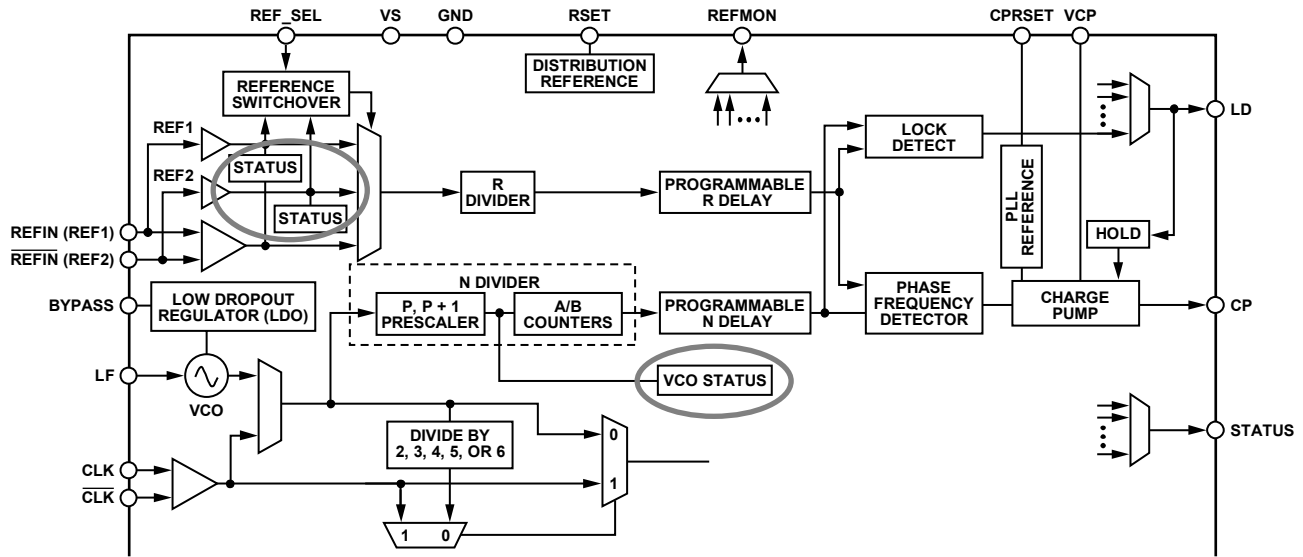 REF_SEL
VS
GND
RSET
REFMON
CPRSET
VCP
DISTRIBUTION
REFERENCE
REFERENCE
SWITCHOVER
REF1
STATUS
REF2
STATUS
REFIN (REF1)
REFIN (REF2)
BYPASS
LF
CLK
CLK
R
DIVIDER
PROGRAMMABLE
R DELAY
LOCK
DETECT
LD
PLL
REFERENCE
HOLD
LOW DROPOUT
REGULATOR (LDO)
VCO
N DIVIDER
P, P + 1
PRESCALER
A/B
COUNTERS
PROGRAMMABLE
N DELAY
PHASE
FREQUENCY
DETECTOR
CHARGE
PUMP
CP
VCO STATUS
DIVIDE BY
2, 3, 4, 5, OR 6
0
1
1 0
STATUS